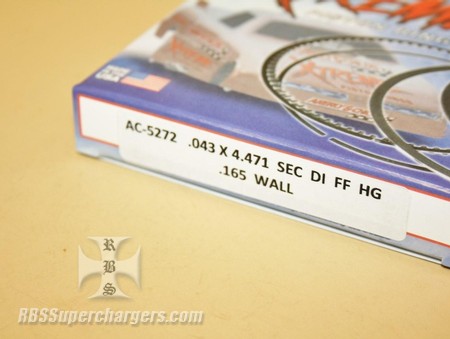 AC-5272 .043 X 4.471 SEC DI FF HG
.165 WALL
RBS
RBSSuperchargers.com